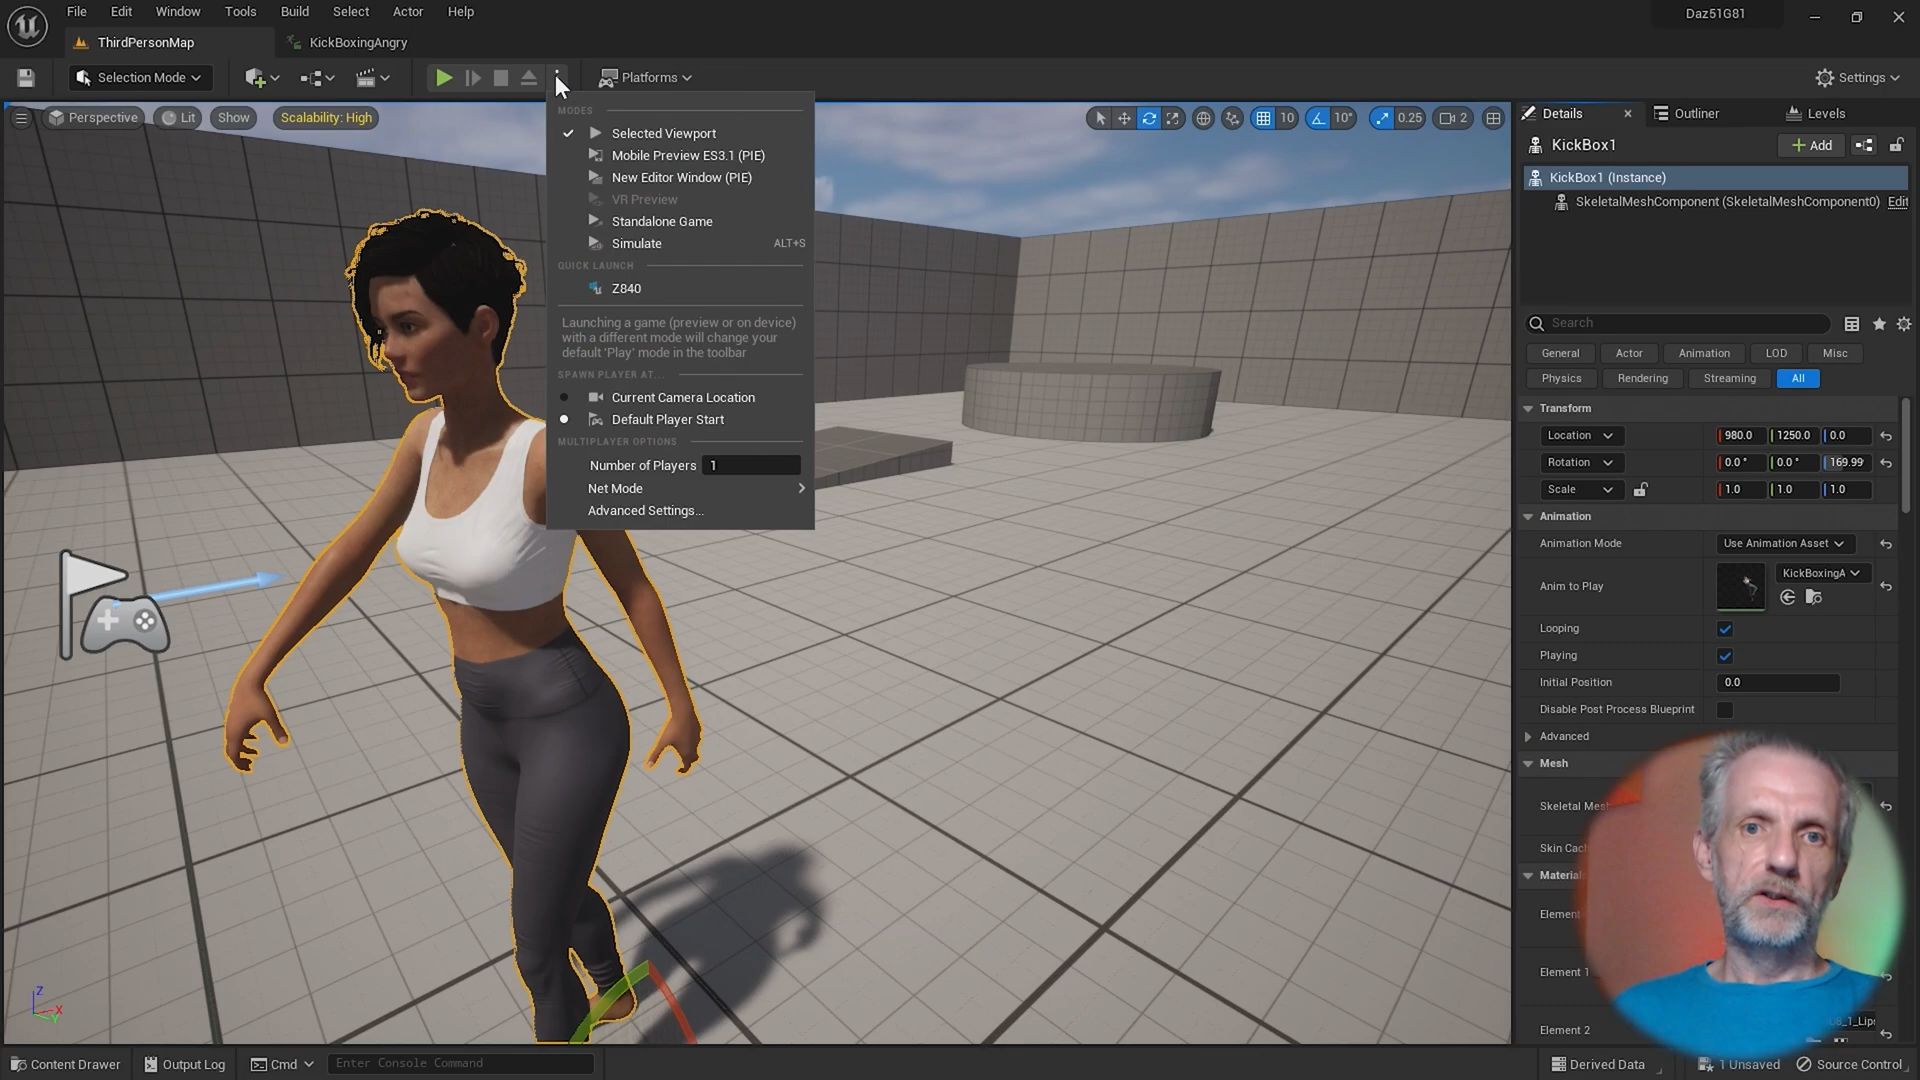 File Edit Window Tools Build Select Actor Help
Daz51G81
ThirdPersonMap
KickBoxingAngry
Selection Mode
Platforms
Settings
Perspective
Lit
Show
Scalability: High
10
10°
0.25
2
MODES
Selected Viewport
Mobile Preview ES3.1 (PIE)
New Editor Window (PIE)
VR Preview
Standalone Game
Simulate ALT+S
QUICK LAUNCH
Z840
Launching a game (preview or on device)
with a different mode will change your
default 'Play' mode in the toolbar
SPAWN PLAYER AT...
Current Camera Location
Default Player Start
MULTIPLAYER OPTIONS
Number of Players 1
Net Mode
Advanced Settings...
Details
Outliner
Levels
KickBox1
Add
KickBox1 (Instance)
SkeletalMeshComponent (SkeletalMeshComponent0) Edit
Search
General Actor Animation LOD Misc
Physics Rendering Streaming All
Transform
Location 980.0 1250.0 0.0
Rotation 0.0° 0.0° 169.99
Scale 1.0 1.0 1.0
Animation
Animation Mode Use Animation Asset
Anim to Play KickBoxingA
Looping
Playing
Initial Position 0.0
Disable Post Process Blueprint
Advanced
Mesh
Skeletal Mes
Skin Cac
Material
Element
Element 1
Element 2
Z
X
Content Drawer
Output Log
Cmd
Enter Console Command
Derived Data
1 Unsaved
Source Control